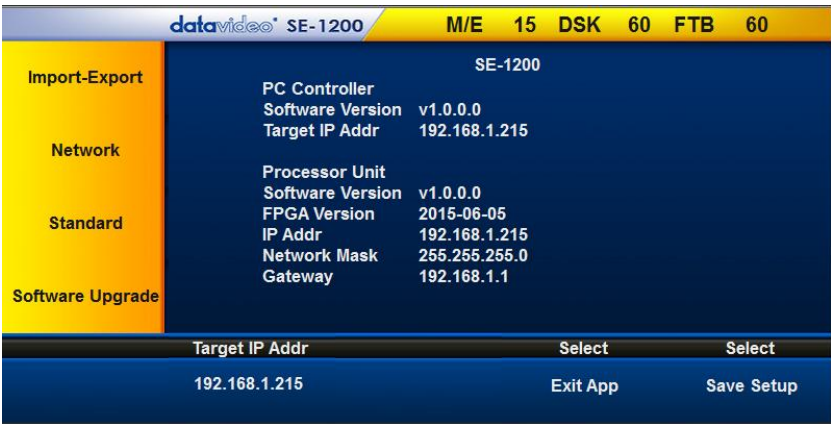 datavideo SE-1200 M/E 15 DSK 60 FTB 60
Import-Export
Network
Standard
Software Upgrade
SE-1200
PC Controller
Software Version v1.0.0.0
Target IP Addr 192.168.1.215
Processor Unit
Software Version v1.0.0.0
FPGA Version 2015-06-05
IP Addr 192.168.1.215
Network Mask 255.255.255.0
Gateway 192.168.1.1
Target IP Addr Select Select
192.168.1.215 Exit App Save Setup